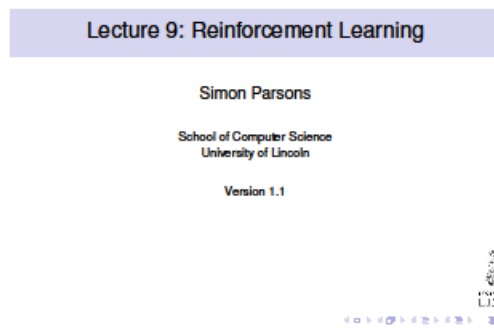 Lecture 9: Reinforcement Learning
Simon Parsons
School of Computer Science
University of Lincoln
Version 1.1